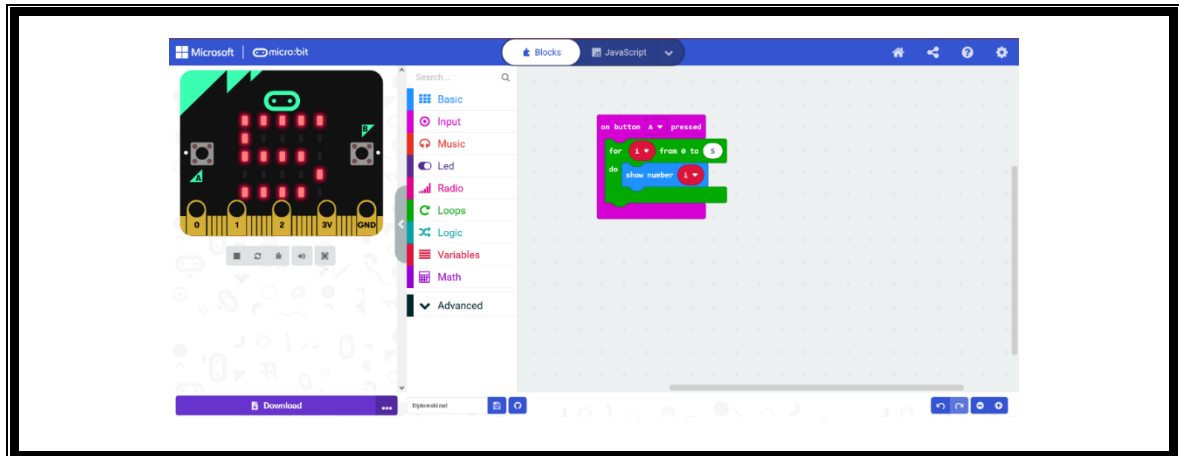 Microsoft micro:bit Blocks JavaScript
Search...
Basic
Input
Music
Led
Radio
Loops
Logic
Variables
Math
Advanced
B
A
0 1 2 3V GND
on button A pressed
for i from 0 to 5
do
show number i
Download ...